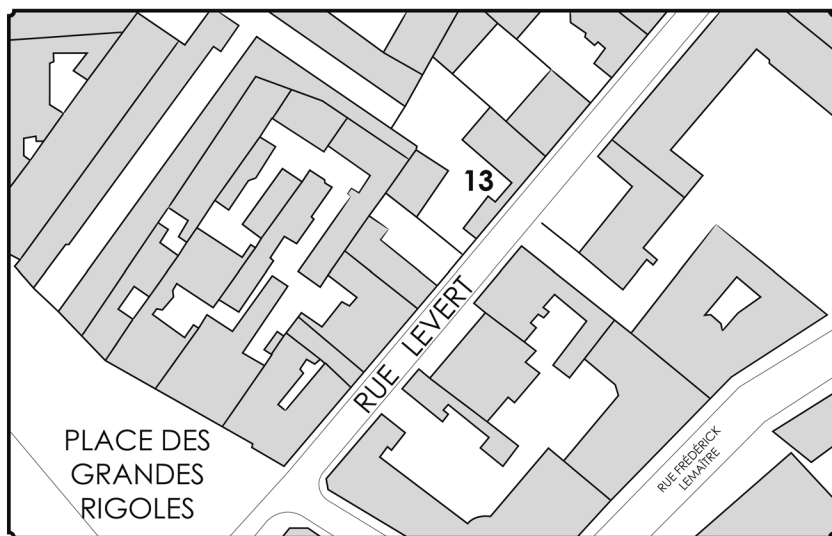 13
RUE LEVERT
PLACE DES
GRANDES
RIGOLES
RUE FRÉDÉRICK
LEMAÎTRE